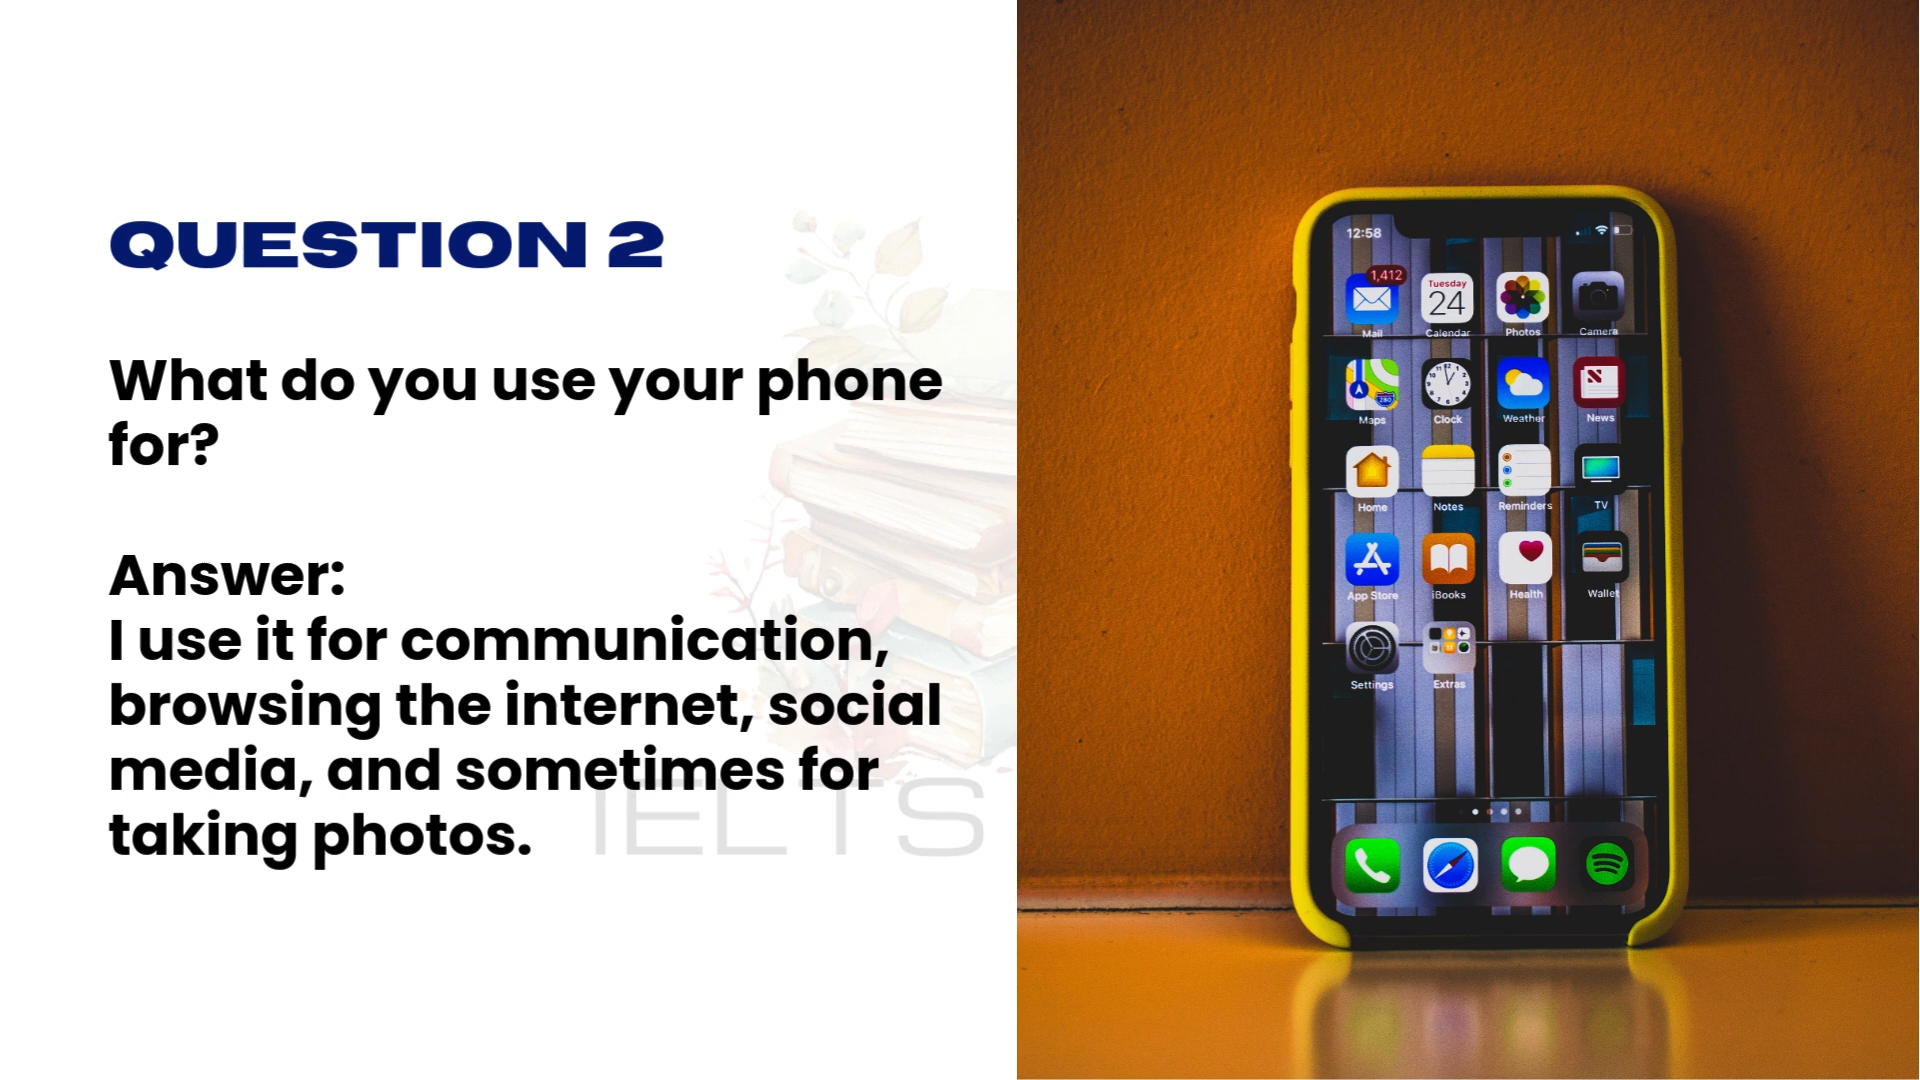 QUESTION 2
What do you use your phone
for?
Answer:
I use it for communication,
browsing the internet, social
media, and sometimes for
taking photos.
IELTS
12:58
1,412
Tuesday
24
Mail
Calendar
Photos
Camera
12
280
Maps
Clock
Weather
News
Home
Notes
Reminders
TV
App Store
iBooks
Health
Wallet
Settings
Extras